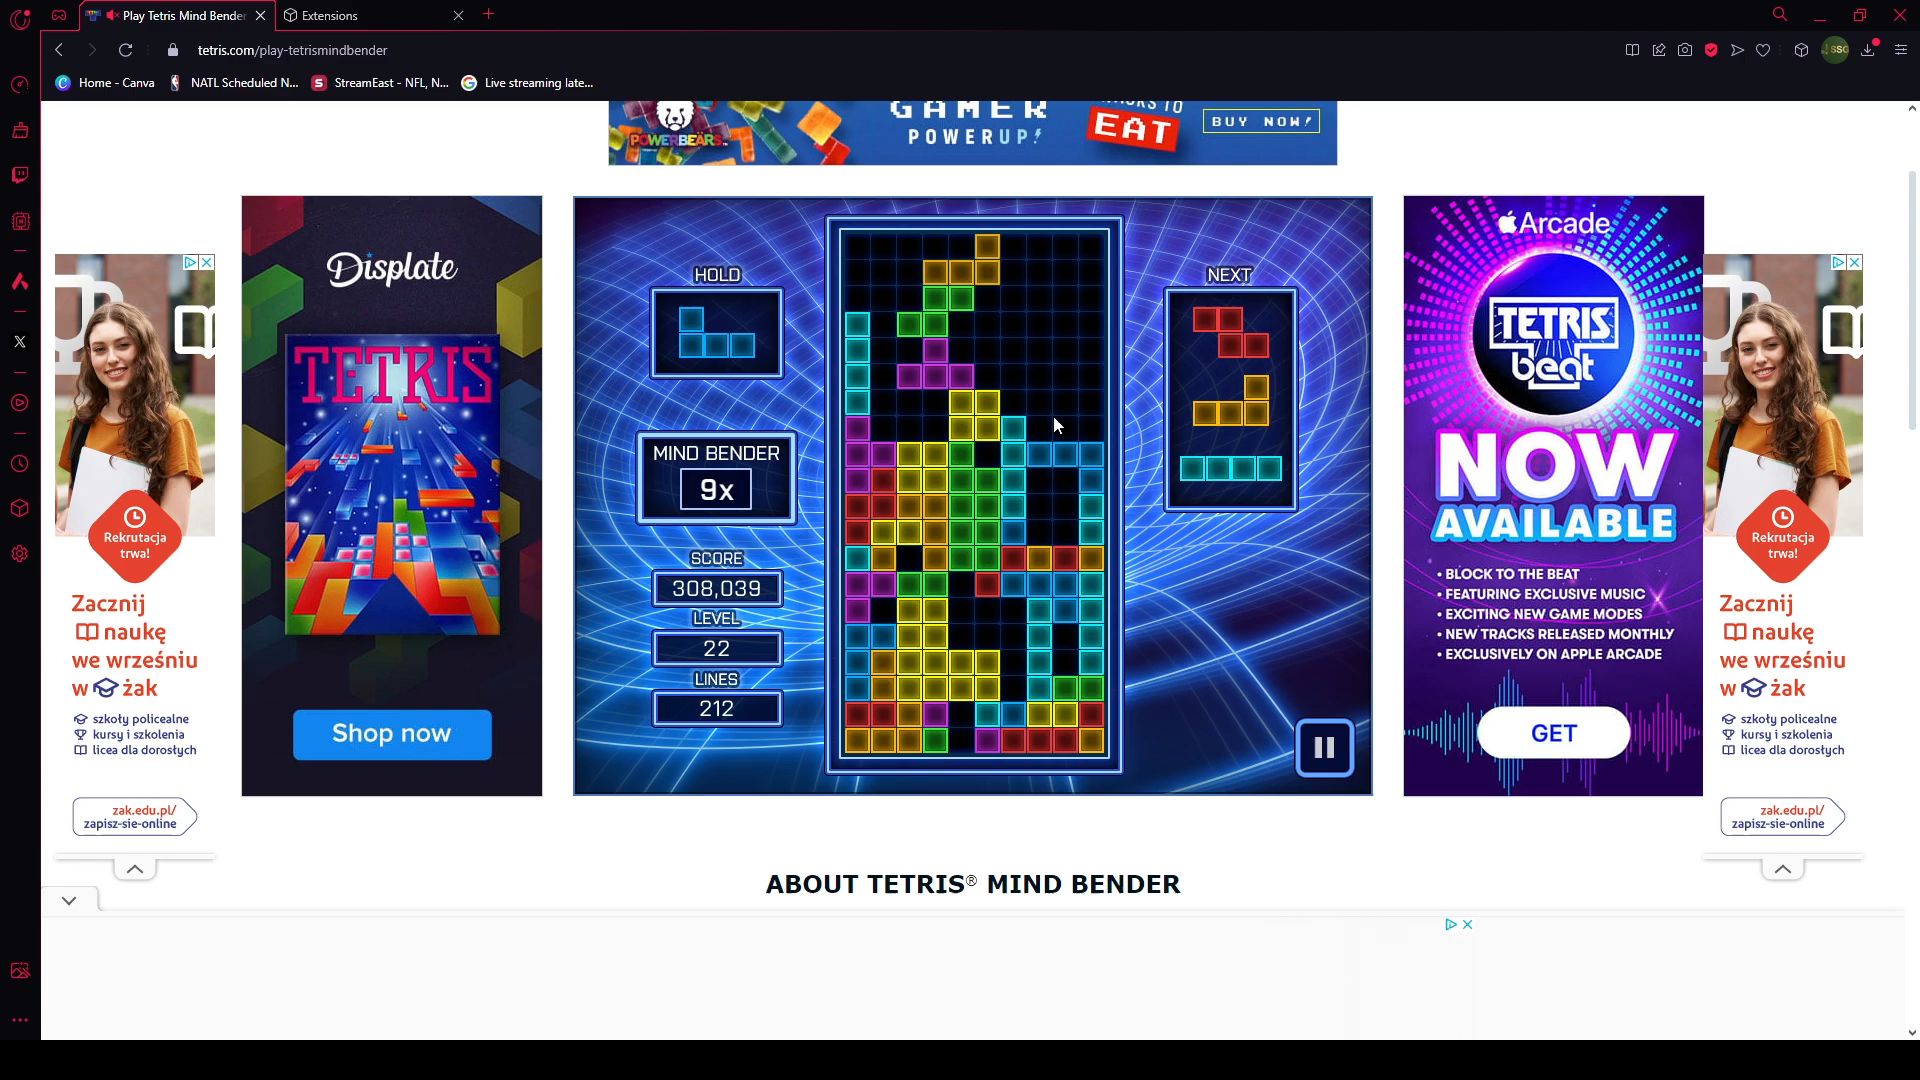 Play Tetris Mind Bender
Extensions
tetris.com/play-tetrismindbender
SSG
Home - Canva
NATL Scheduled N...
StreamEast - NFL, N...
Live streaming late...
POWERBEARS
GAMER
POWERUP!
TO
EAT
BUY NOW!
Rekrutacja
trwa!
Zacznij
naukę
we wrześniu
w żak
szkoły policealne
kursy i szkolenia
licea dla dorosłych
zak.edu.pl/
zapisz-sie-online
Displate
TETRIS
Shop now
HOLD
MIND BENDER
9x
SCORE
308,039
LEVEL
22
LINES
212
NEXT
Arcade
TETRIS
beat
NOW
AVAILABLE
• BLOCK TO THE BEAT
• FEATURING EXCLUSIVE MUSIC
• EXCITING NEW GAME MODES
• NEW TRACKS RELEASED MONTHLY
• EXCLUSIVELY ON APPLE ARCADE
GET
Rekrutacja
trwa!
Zacznij
naukę
we wrześniu
w żak
szkoły policealne
kursy i szkolenia
licea dla dorosłych
zak.edu.pl/
zapisz-sie-online
ABOUT TETRIS® MIND BENDER